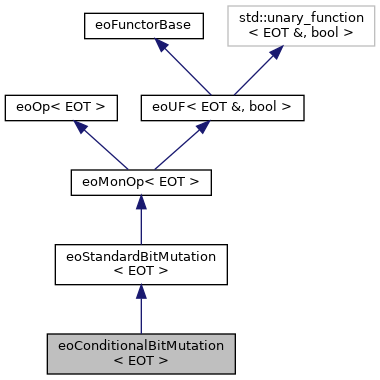 eoFunctorBase
std::unary_function
< EOT &, bool >
eoOp< EOT >
eoUF< EOT &, bool >
eoMonOp< EOT >
eoStandardBitMutation
< EOT >
eoConditionalBitMutation
< EOT >